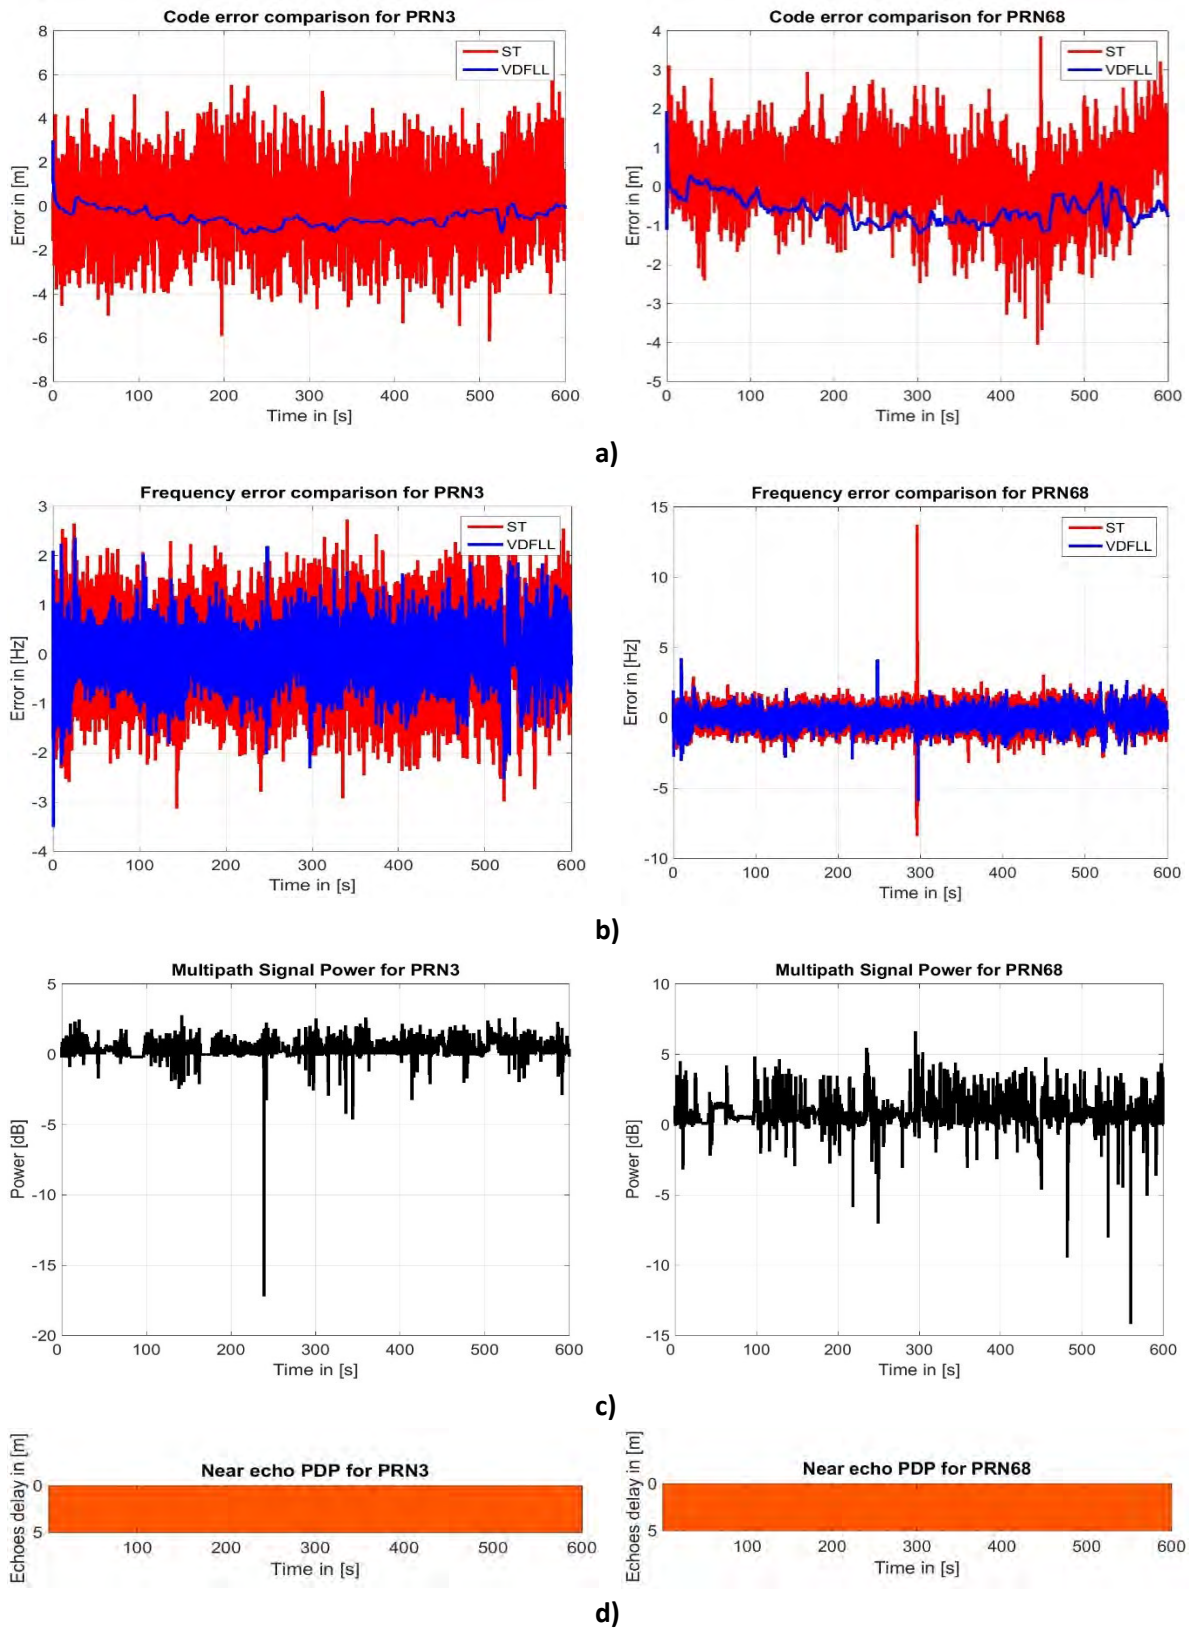 Code error comparison for PRN3
8
6
4
2
0
-2
-4
-6
-8
Error in [m]
ST
VDFLL
0 100 200 300 400 500 600
Time in [s]
Code error comparison for PRN68
4
3
2
1
0
-1
-2
-3
-4
-5
Error in [m]
ST
VDFLL
0 100 200 300 400 500 600
Time in [s]
a)
Frequency error comparison for PRN3
3
2
1
0
-1
-2
-3
-4
Error in [Hz]
ST
VDFLL
0 100 200 300 400 500 600
Time in [s]
Frequency error comparison for PRN68
15
10
5
0
-5
-10
Error in [Hz]
ST
VDFLL
0 100 200 300 400 500 600
Time in [s]
b)
Multipath Signal Power for PRN3
5
0
-5
-10
-15
-20
Power [dB]
0 100 200 300 400 500 600
Time in [s]
Multipath Signal Power for PRN68
10
5
0
-5
-10
-15
Power [dB]
0 100 200 300 400 500 600
Time in [s]
c)
Near echo PDP for PRN3
Echoes delay in [m]
0
5
100 200 300 400 500 600
Time in [s]
Near echo PDP for PRN68
Echoes delay in [m]
0
5
100 200 300 400 500 600
Time in [s]
d)